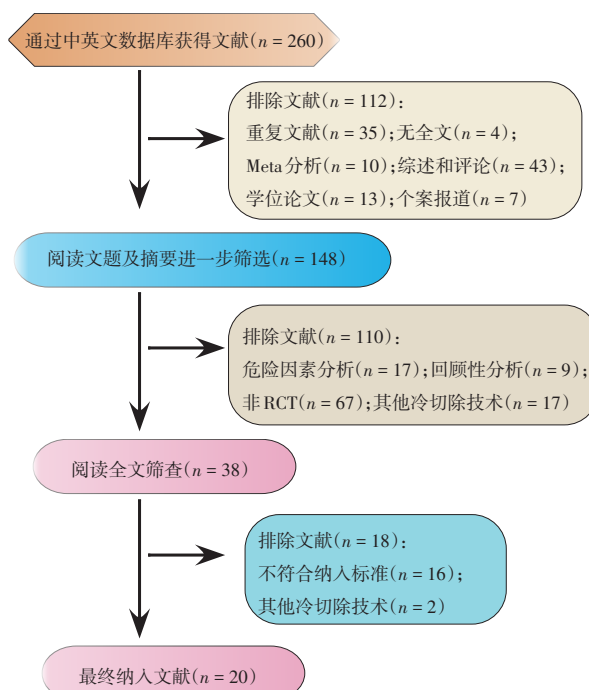 通过中英文数据库获得文献(n = 260)
排除文献(n = 112)：
重复文献(n = 35)；无全文(n = 4)；
Meta分析(n = 10)；综述和评论(n = 43)；
学位论文(n = 13)；个案报道(n = 7)
阅读文题及摘要进一步筛选(n = 148)
排除文献(n = 110)：
危险因素分析(n = 17)；回顾性分析(n = 9)；
非RCT(n = 67)；其他冷切除技术(n = 17)
阅读全文筛查(n = 38)
排除文献(n = 18)：
不符合纳入标准(n = 16)；
其他冷切除技术(n = 2)
最终纳入文献(n = 20)